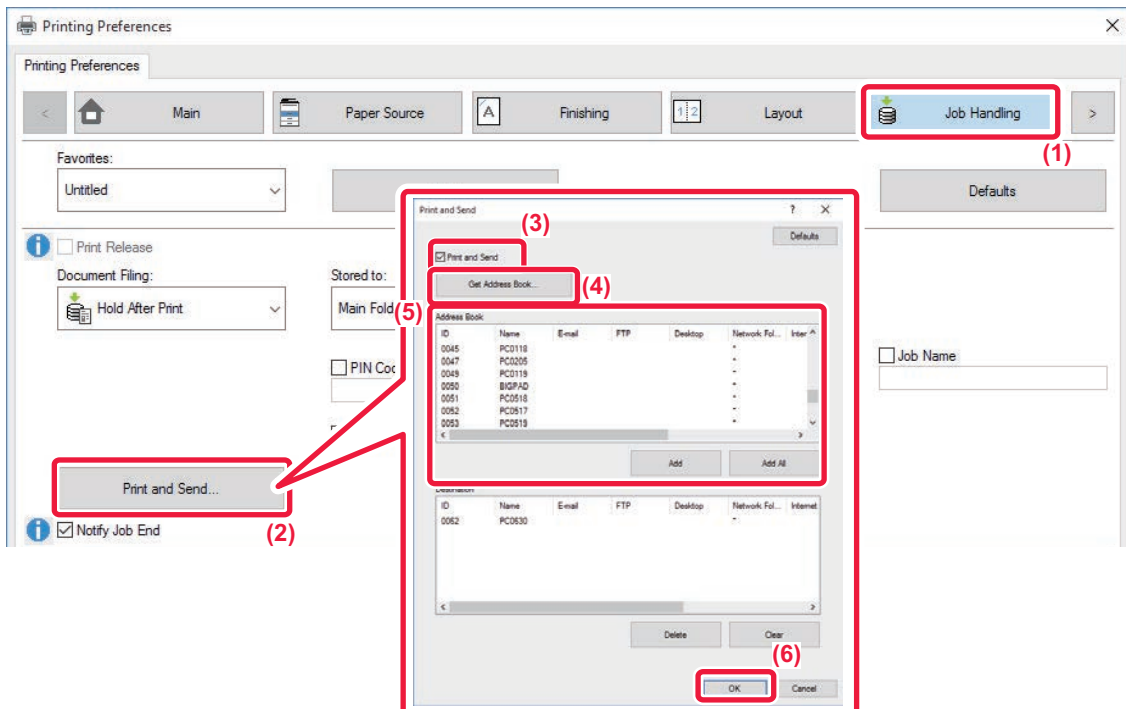 Printing Preferences
Printing Preferences
< Main Paper Source Finishing Layout Job Handling >
(1)
Favorites:
Untitled
Defaults
Print Release
Document Filing:
Hold After Print
Stored to:
Main Fold
PIN Coc
Job Name
Print and Send...
(2)
Notify Job End
Print and Send ? X
Defaults
(3)
Print and Send
Get Address Book...
(4)
(5)
Address Book
ID Name E-mail FTP Desktop Network Fol... Inter
0045 PC0118 *
0047 PC0205 *
0049 PC0119 *
0050 BIGPAD *
0051 PC0518 *
0052 PC0517 *
0053 PC0519 *
Add Add All
Destination
ID Name E-mail FTP Desktop Network Fol... Internet
0062 PC0530 *
Delete Clear
(6)
OK Cancel